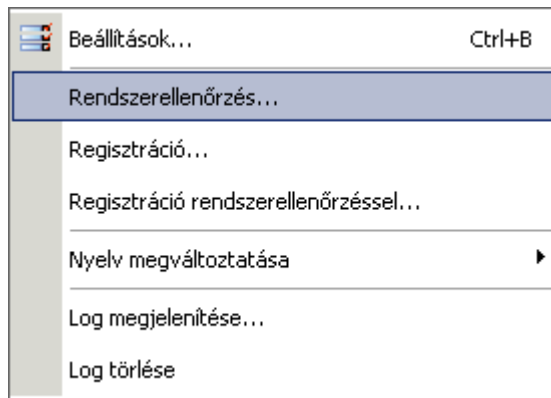 Beállítások... Ctrl+B
Rendszerellenőrzés...
Regisztráció...
Regisztráció rendszerellenőrzéssel...
Nyelv megváltoztatása
Log megjelenítése...
Log törlése